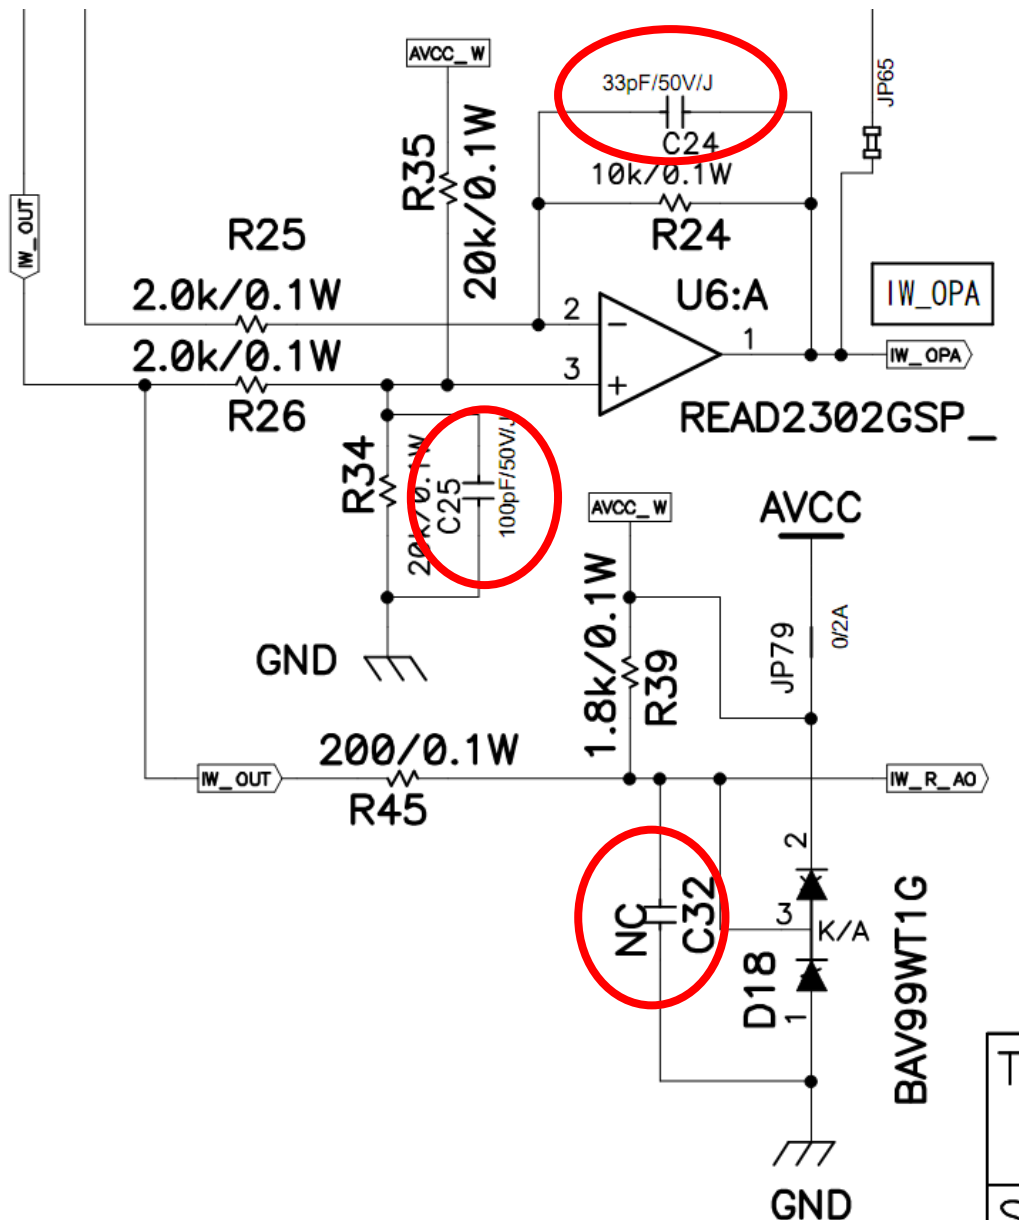 AVCC_W
33pF/50V/J
C24
JP65
R35
20k/0.1W
10k/0.1W
R24
IW_OUT
R25
2.0k/0.1W
2
U6:A
1
IW_OPA
IW_OPA
2.0k/0.1W
3
R26
READ2302GSP_
R34
20k/0.1W
C25
100pF/50V/J
AVCC_W
AVCC
GND
1.8k/0.1W
R39
JP79
0/2A
200/0.1W
IW_OUT
R45
IW_R_AO
2
NC
C32
3
K/A
D18
1
BAV99WT1G
GND